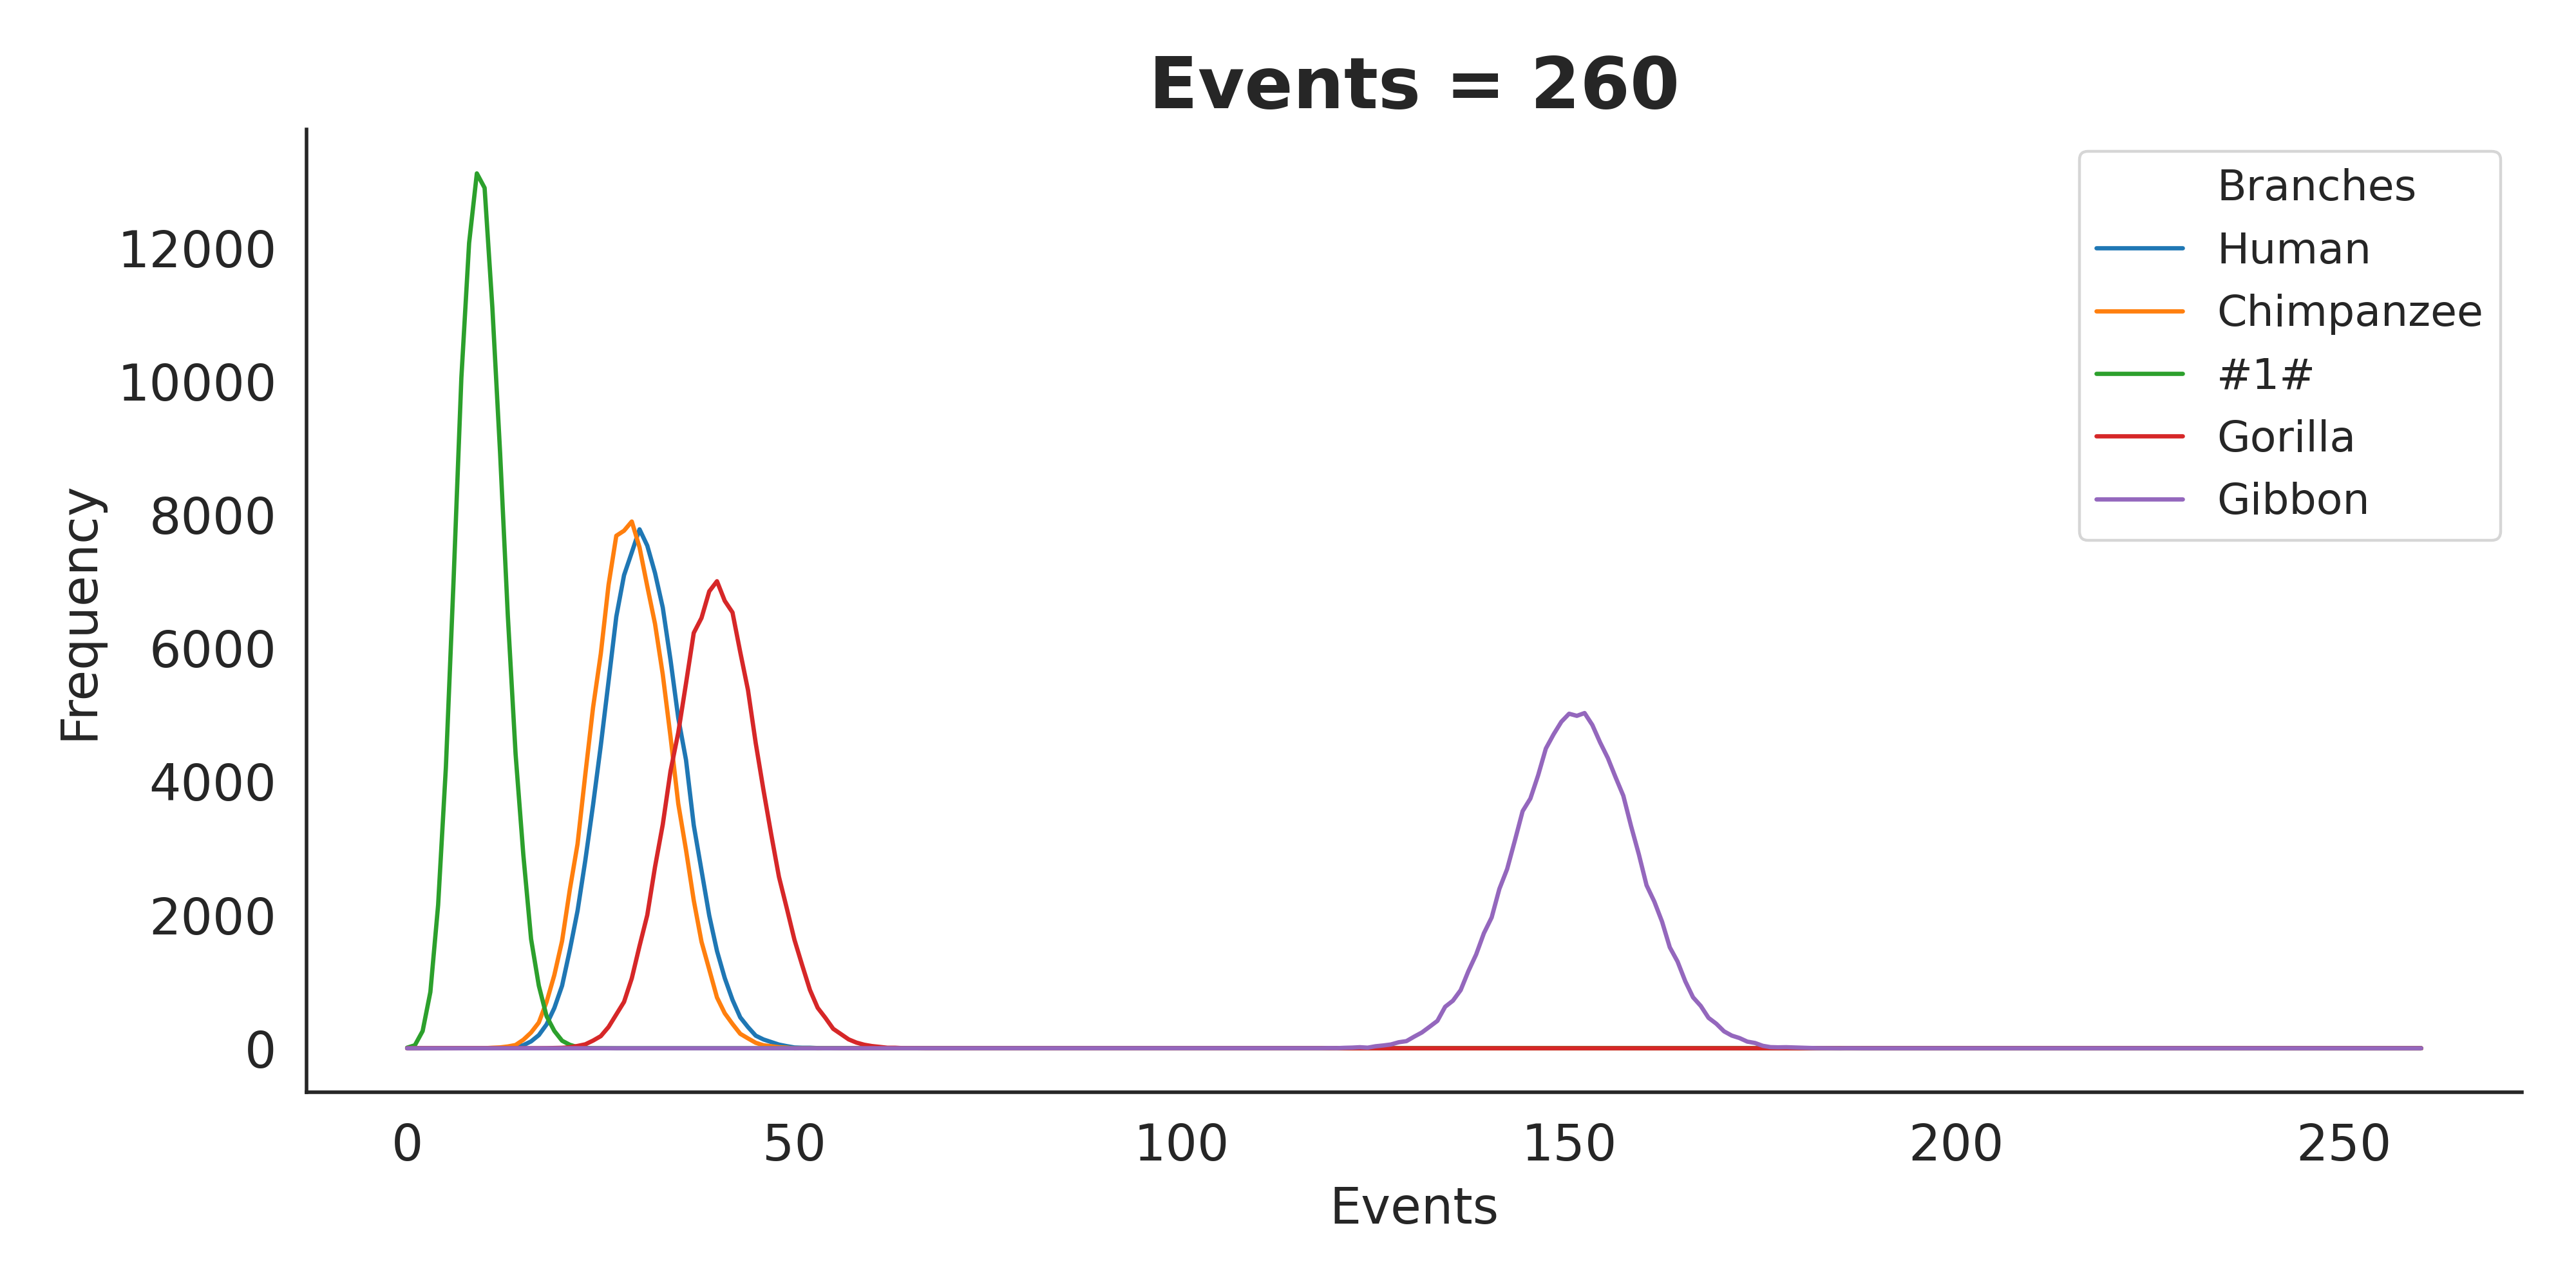 Events = 260
Branches
Human
Chimpanzee
#1#
Gorilla
Gibbon
Frequency
12000
10000
8000
6000
4000
2000
0
0 50 100 150 200 250
Events